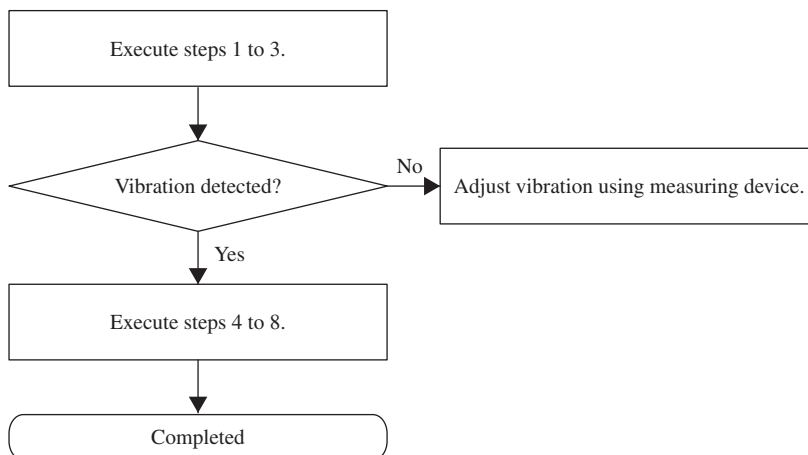 Execute steps 1 to 3.
Vibration detected?
No
Adjust vibration using measuring device.
Yes
Execute steps 4 to 8.
Completed